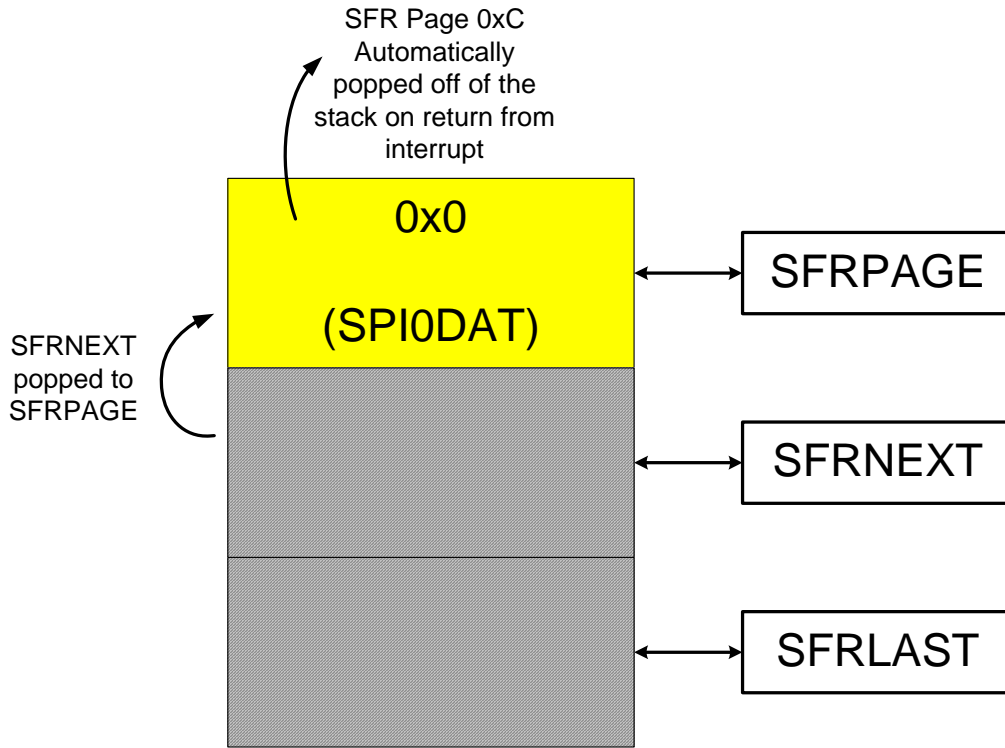 SFR Page 0xC
Automatically
popped off of the
stack on return from
interrupt
0x0
(SPI0DAT)
SFRPAGE
SFRNEXT
popped to
SFRPAGE
SFRNEXT
SFRLAST